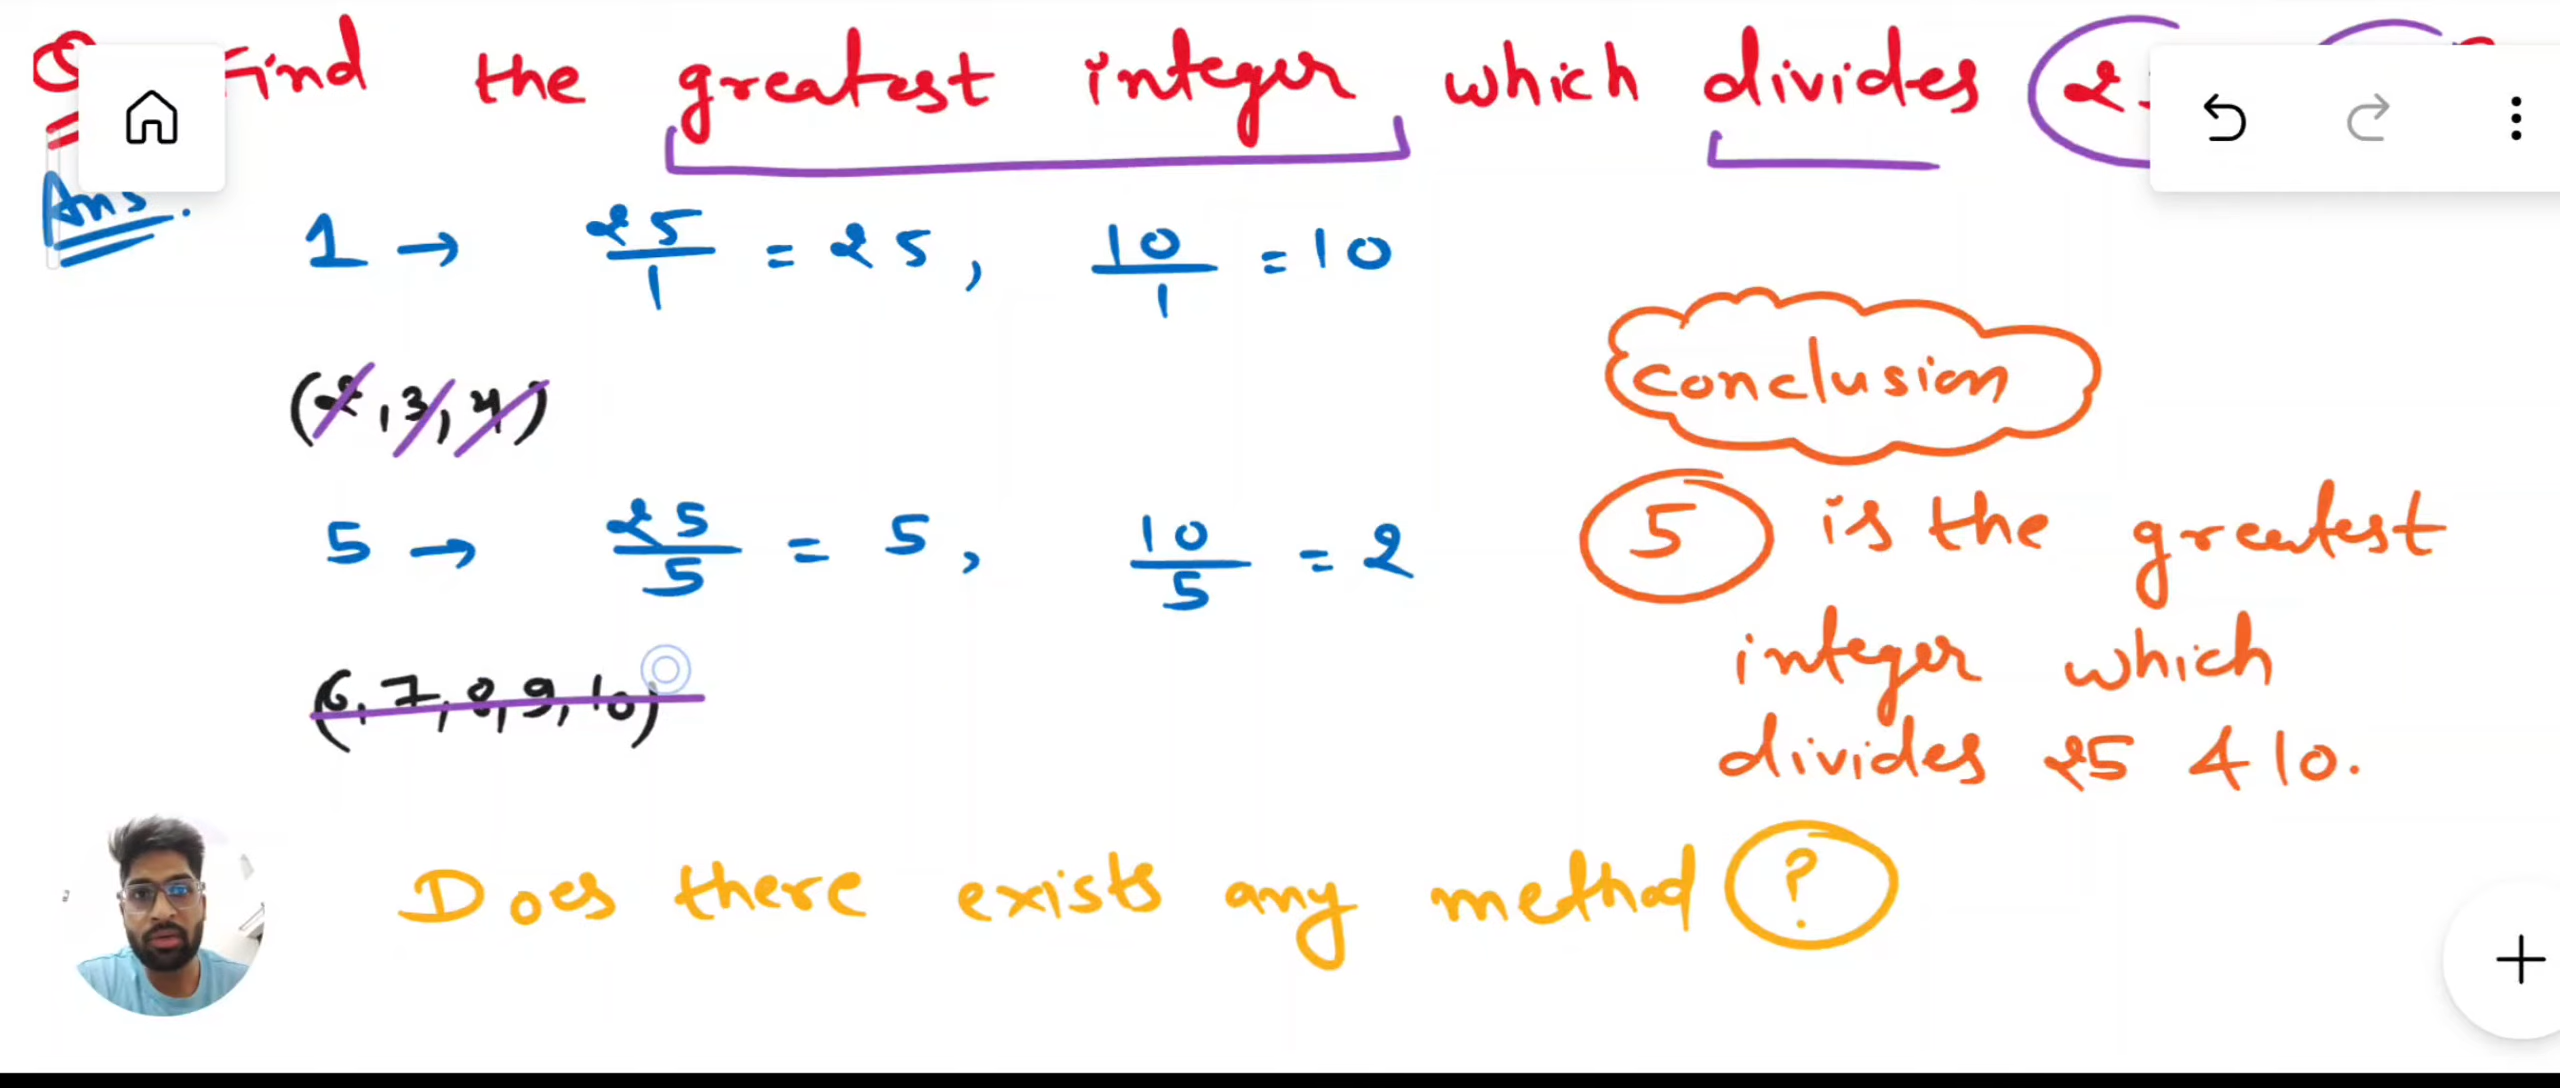 Find the greatest integer which divides
Ans.
1 → 25/1 = 25, 10/1 = 10
(2, 3, 4)
Conclusion
5 → 25/5 = 5, 10/5 = 2
5 is the greatest
integer which
divides 25 & 10.
(6, 7, 8, 9, 10)
Does there exists any method ?